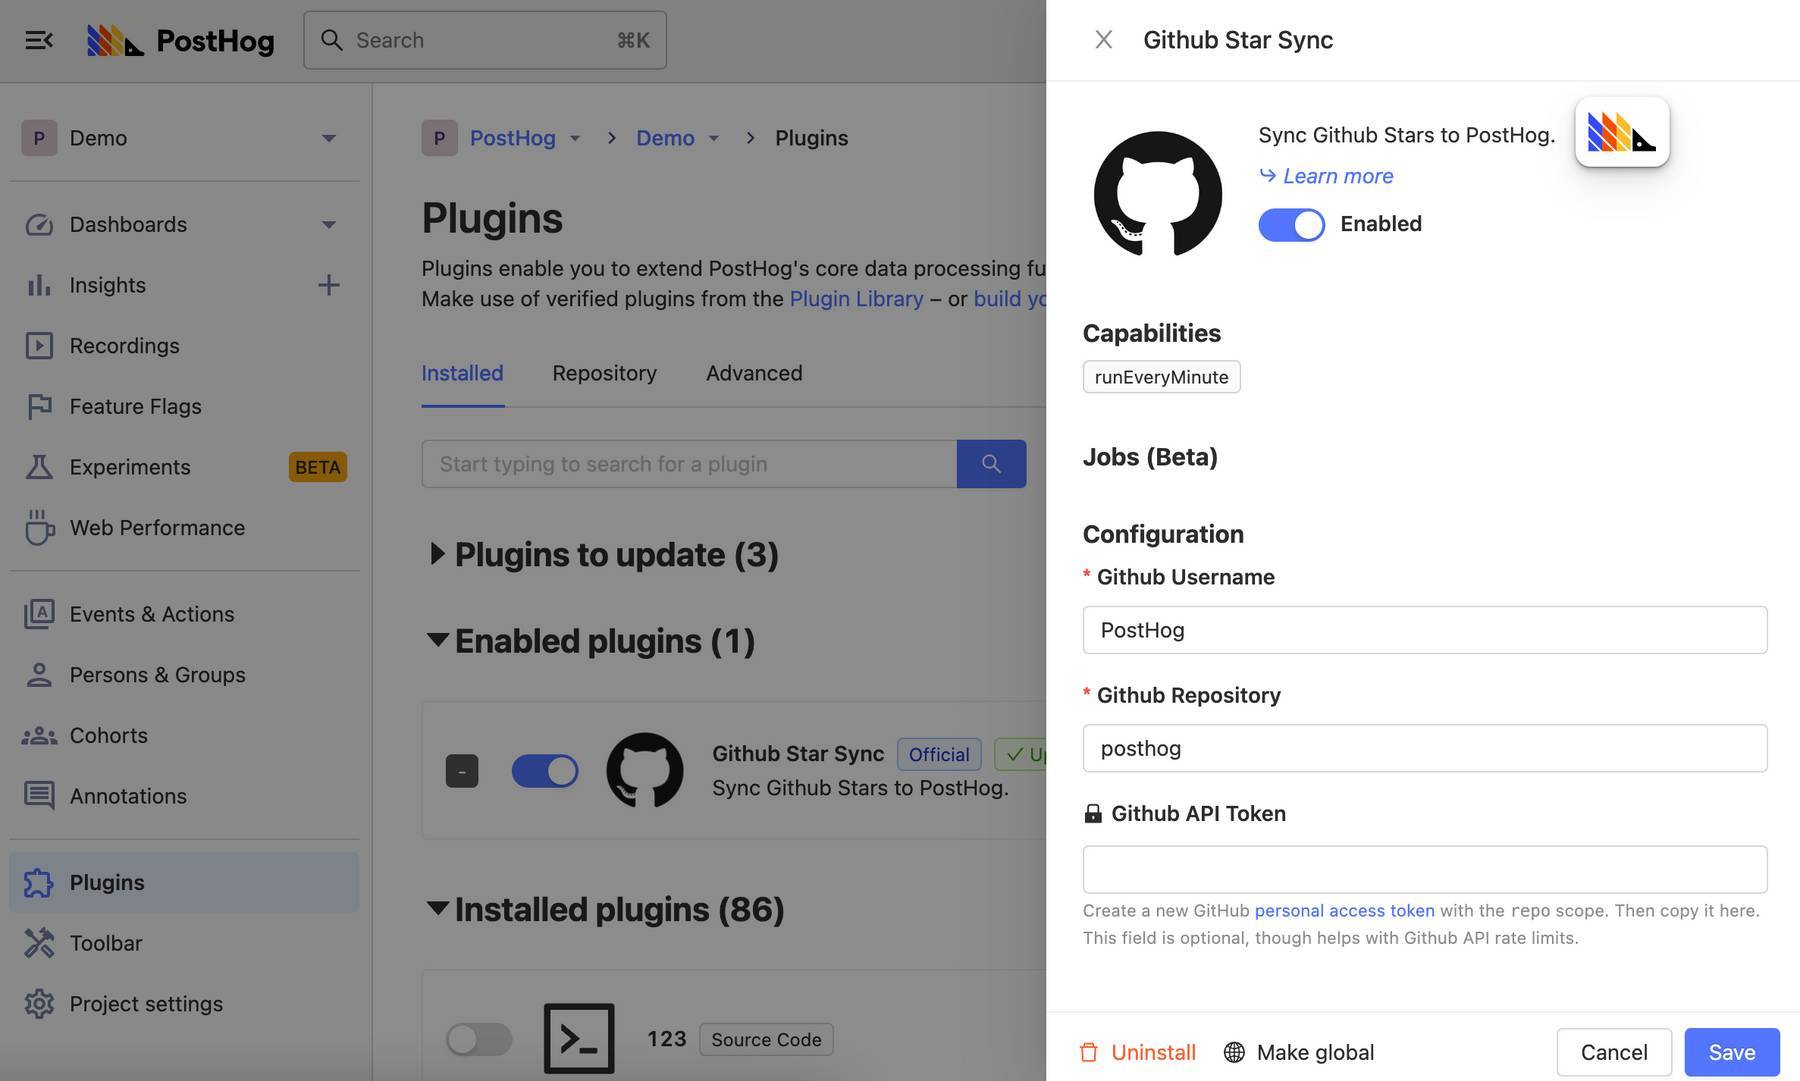 PostHog
Search
⌘K
P
Demo
Dashboards
Insights
Recordings
Feature Flags
Experiments
BETA
Web Performance
Events & Actions
Persons & Groups
Cohorts
Annotations
Plugins
Toolbar
Project settings
P PostHog > Demo > Plugins
Plugins
Plugins enable you to extend PostHog's core data processing fu
Make use of verified plugins from the Plugin Library – or build yo
Installed Repository Advanced
Start typing to search for a plugin
Plugins to update (3)
Enabled plugins (1)
Github Star Sync Official Up
Sync Github Stars to PostHog.
Installed plugins (86)
123 Source Code
Github Star Sync
Sync Github Stars to PostHog.
Learn more
Enabled
Capabilities
runEveryMinute
Jobs (Beta)
Configuration
* Github Username
PostHog
* Github Repository
posthog
Github API Token
Create a new GitHub personal access token with the repo scope. Then copy it here.
This field is optional, though helps with Github API rate limits.
Uninstall Make global Cancel Save